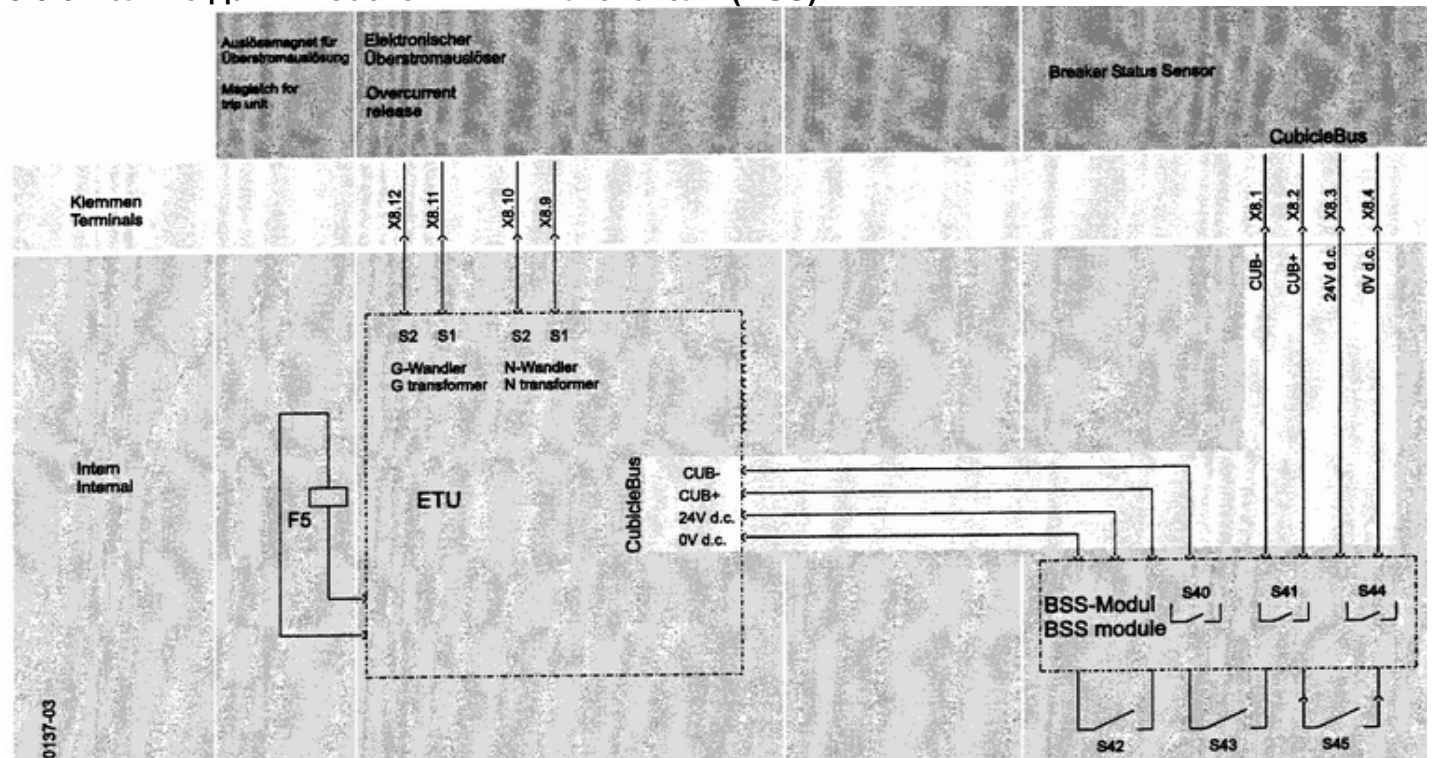 (BSS)
Auslösemagnet für
Überstromauslösung
Maglatch for
trip unit
Elektronischer
Überstromauslöser
Overcurrent
release
Breaker Status Sensor
CubicleBus
Klemmen
Terminals
X8.12
X8.11
X8.10
X8.9
X8.1
X8.2
X8.3
X8.4
CUB-
CUB+
24V d.c.
0V d.c.
S2 S1 S2 S1
G-Wandler
G transformer
N-Wandler
N transformer
Intern
Internal
F5
ETU
CubicleBus
CUB-
CUB+
24V d.c.
0V d.c.
BSS-Modul
BSS module
S40
S41
S44
S42
S43
S45
0137-03